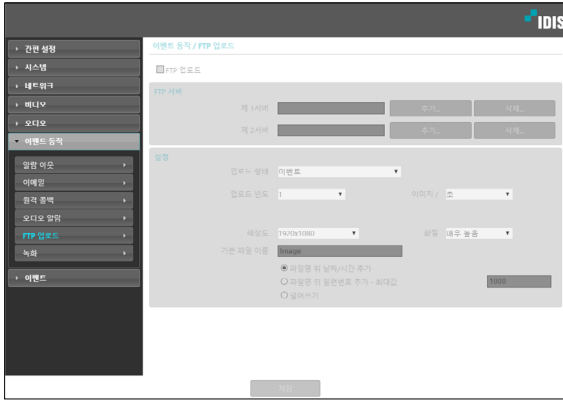 IDIS
간편 설정
시스템
네트워크
비디오
오디오
이벤트 동작
알람 아웃
이메일
원격 콜백
오디오 알람
FTP 업로드
녹화
이벤트
이벤트 동작 / FTP 업로드
FTP 업로드
FTP 서버
제 1서버 추가... 삭제...
제 2서버 추가... 삭제...
설정
업로드 형태 이벤트
업로드 빈도 1 이미지 / 초
해상도 1920x1080 화질 매우 높음
기본 파일 이름 Image
파일명 뒤 날짜/시간 추가
파일명 뒤 일련번호 추가 - 최대값 1000
덮어쓰기
저장